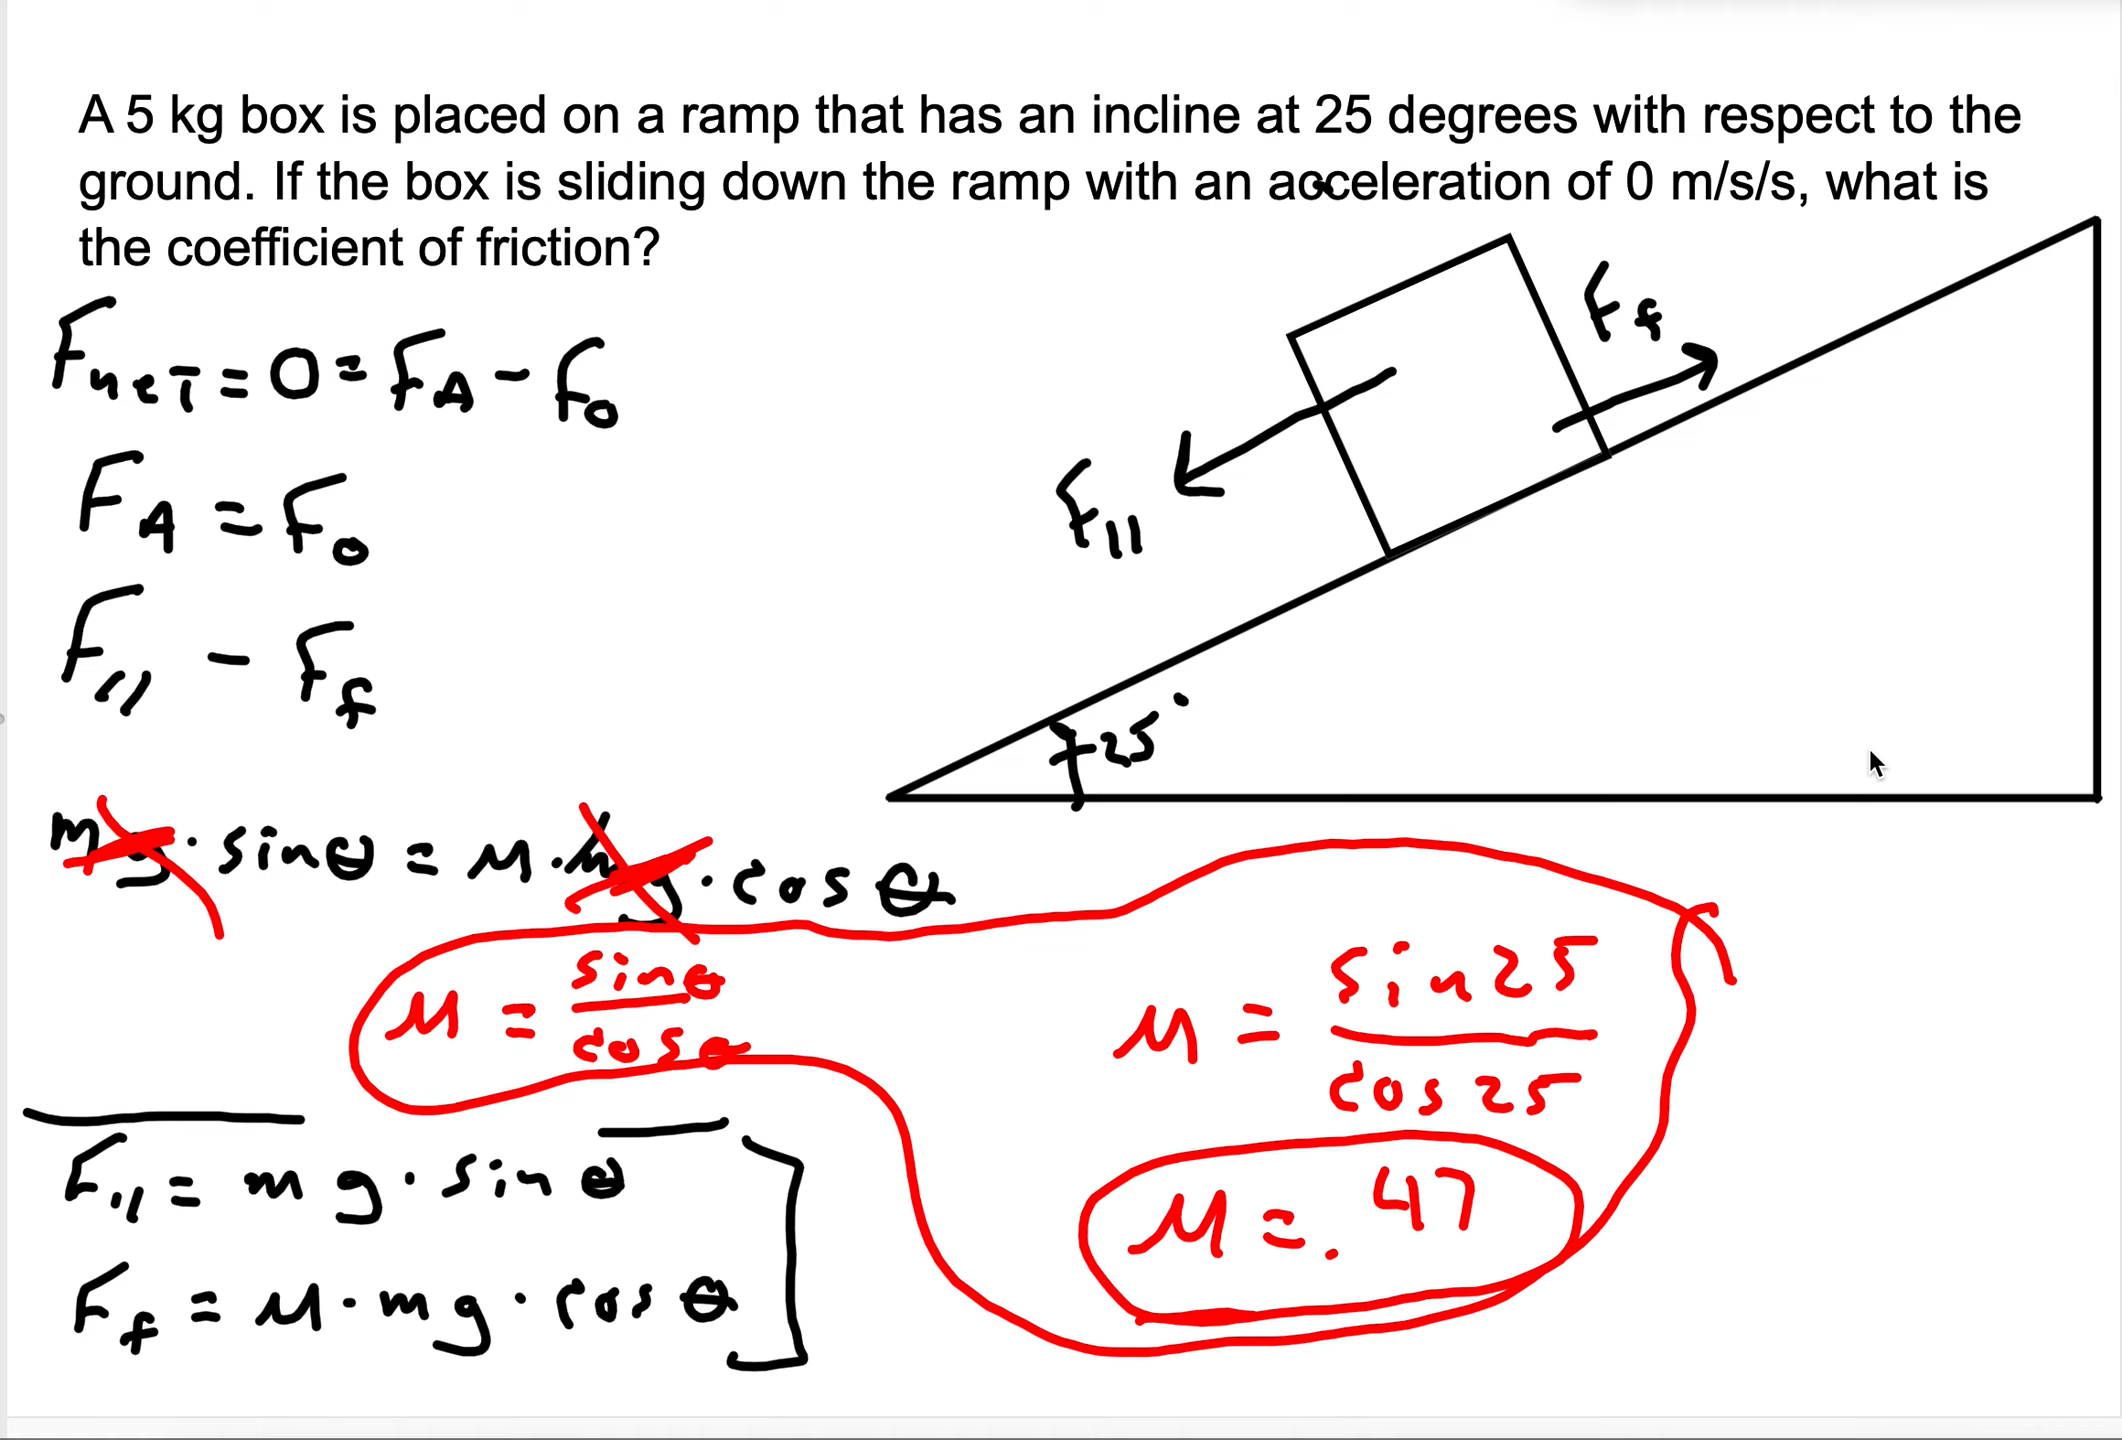 A 5 kg box is placed on a ramp that has an incline at 25 degrees with respect to the
ground. If the box is sliding down the ramp with an acceleration of 0 m/s/s, what is
the coefficient of friction?
Fnet = 0 = FA - Fo
FA = Fo
F∥ - Ff
mg · sinθ = μ · mg · cosθ
μ = sinθ / cosθ
F∥ = mg · sinθ
Ff = μ · mg · cosθ
Ff
F∥
25°
μ = sin25 / cos25
μ = .47